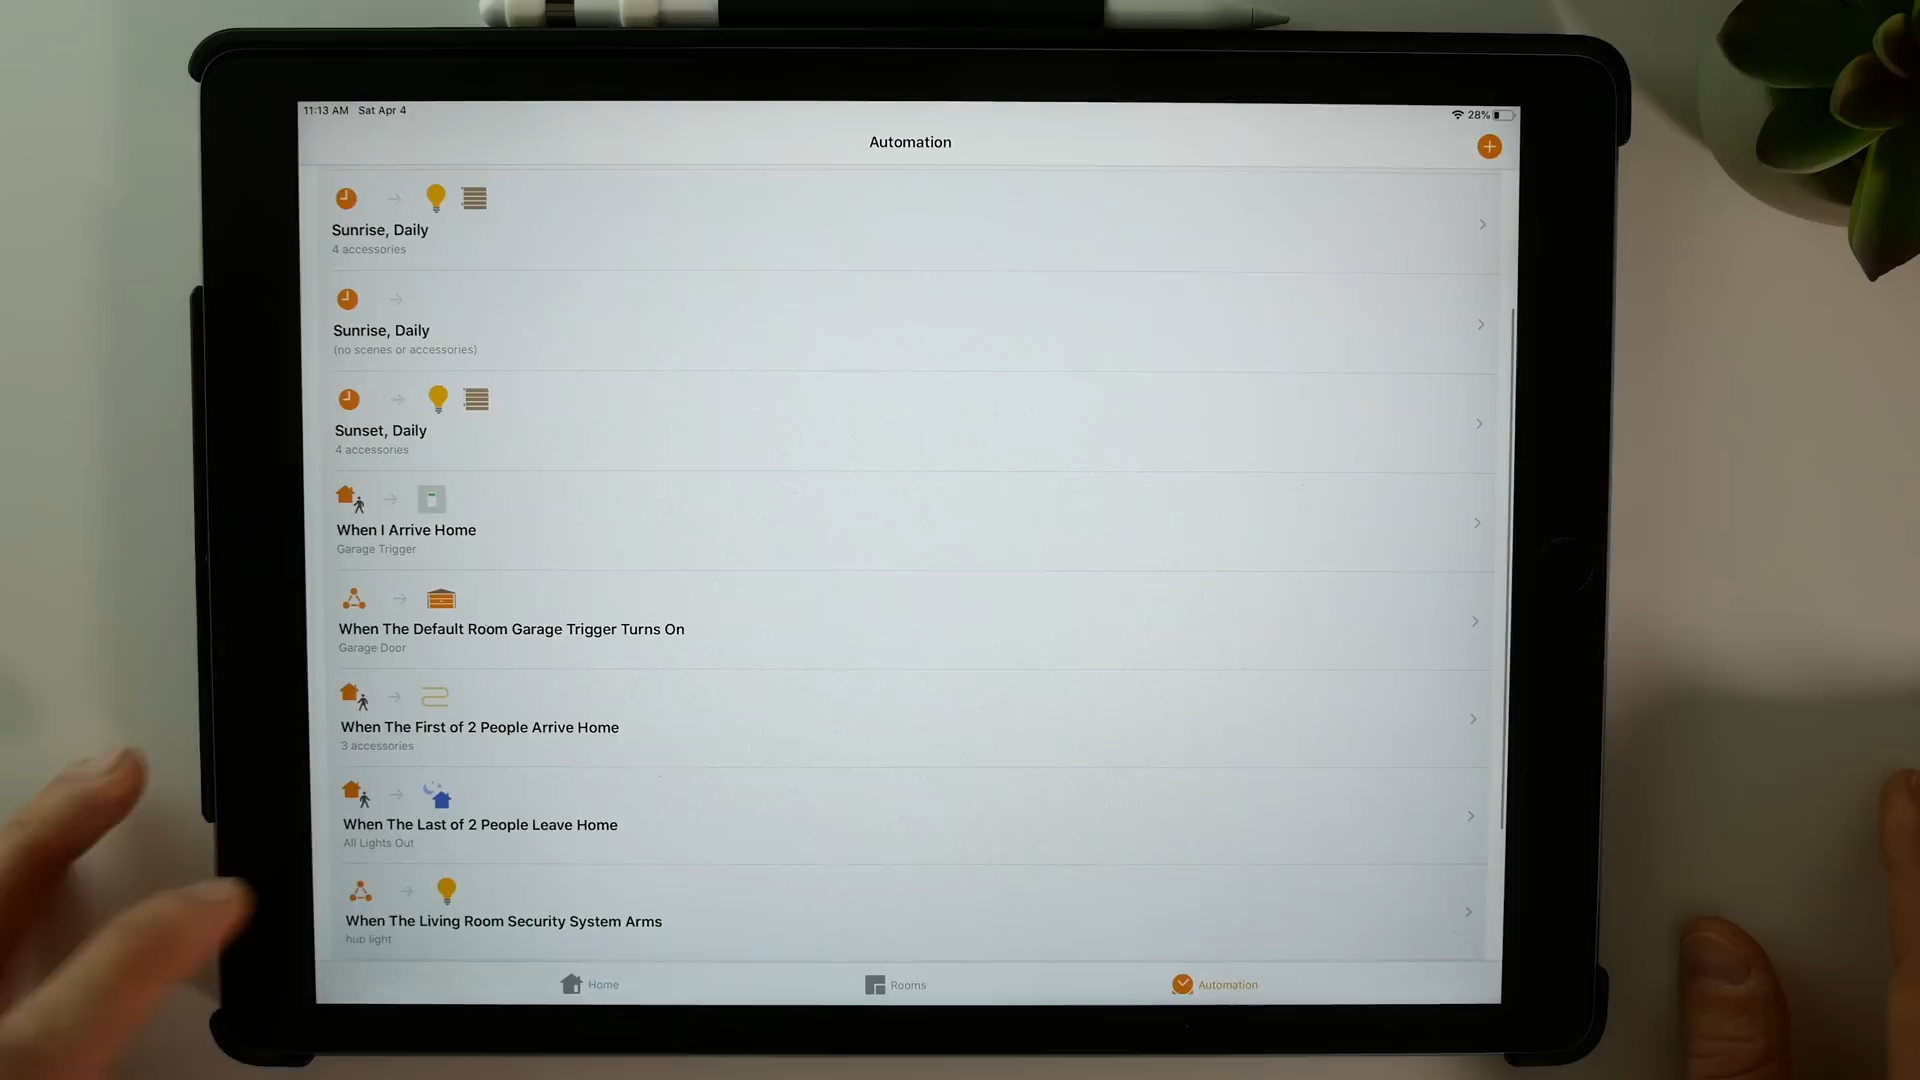 11:13 AM Sat Apr 4
28%
Automation
Sunrise, Daily
4 accessories
Sunrise, Daily
(no scenes or accessories)
Sunset, Daily
4 accessories
When I Arrive Home
Garage Trigger
When The Default Room Garage Trigger Turns On
Garage Door
When The First of 2 People Arrive Home
3 accessories
When The Last of 2 People Leave Home
All Lights Out
When The Living Room Security System Arms
hub light
Home
Rooms
Automation